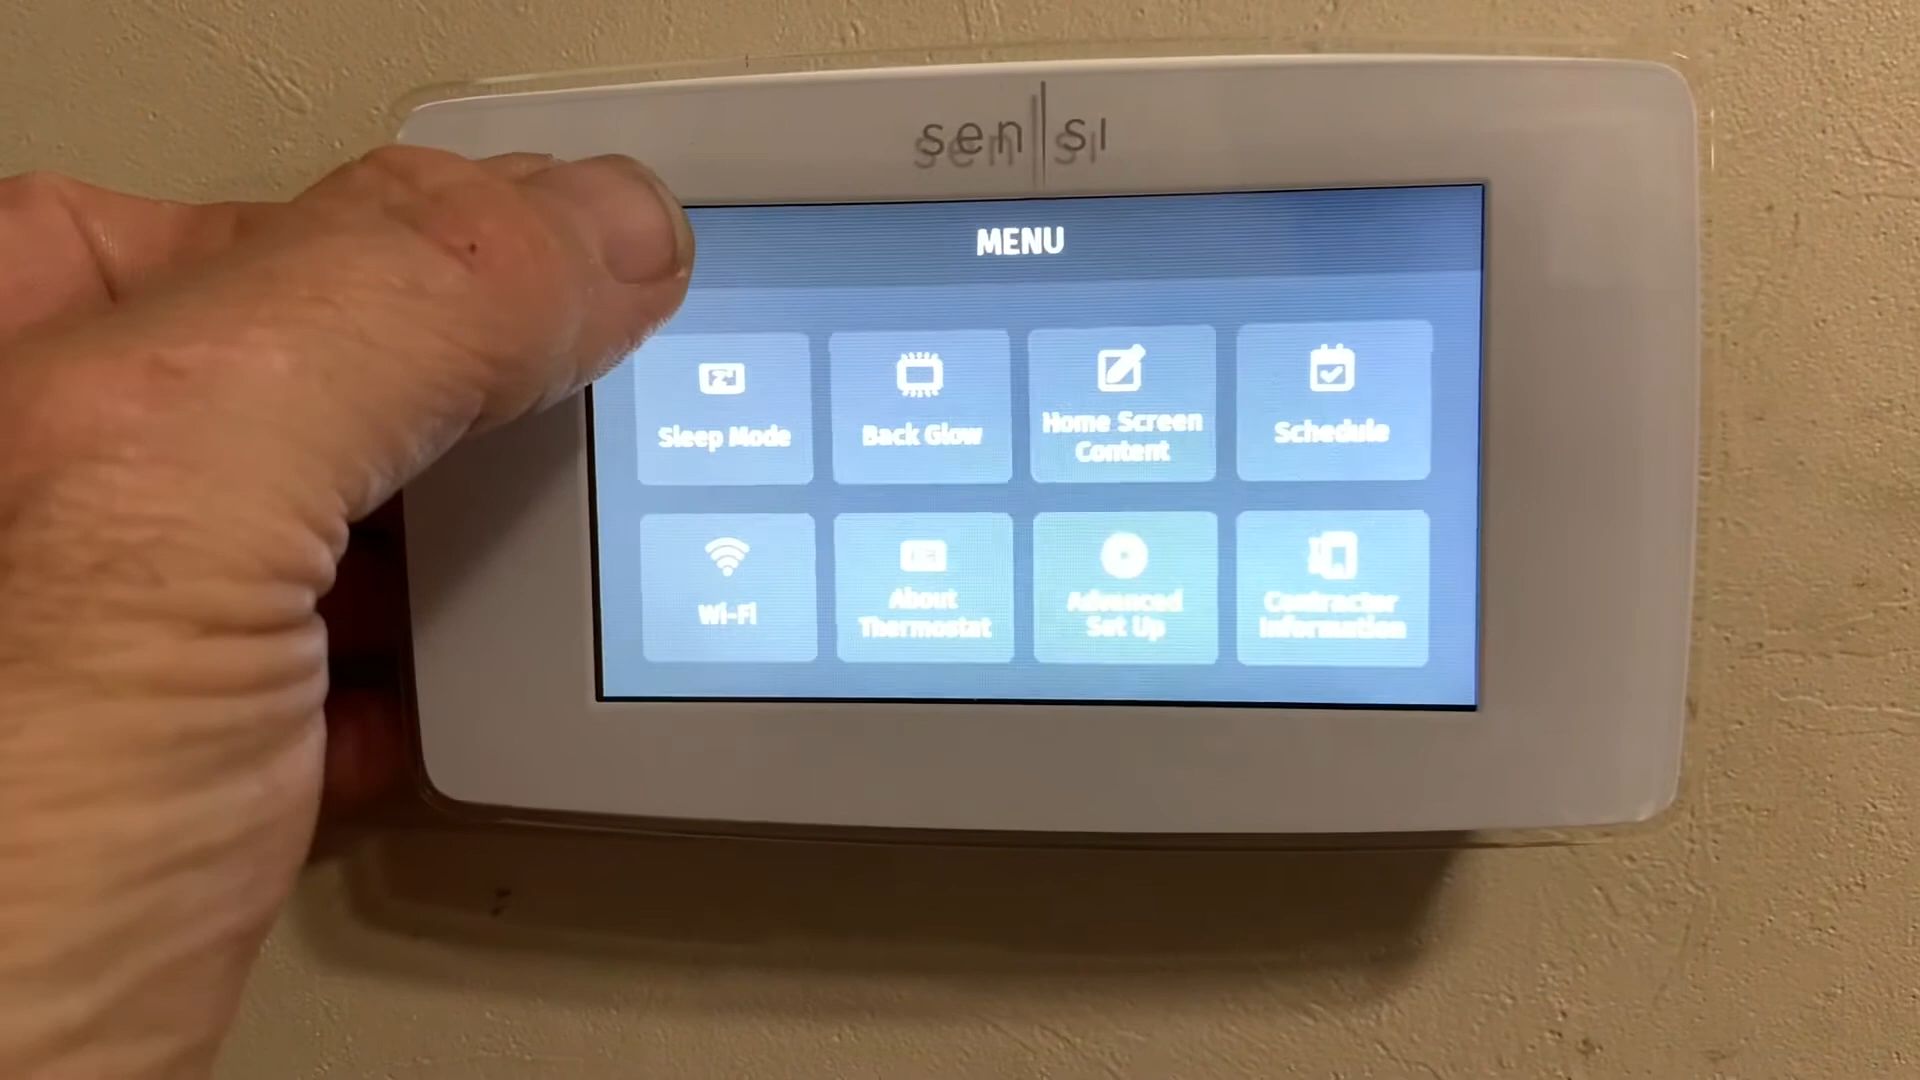 sensi
MENU
Sleep Mode
Back Glow
Home Screen
Content
Schedule
Wi-Fi
About
Thermostat
Advanced
Set Up
Contractor
Information